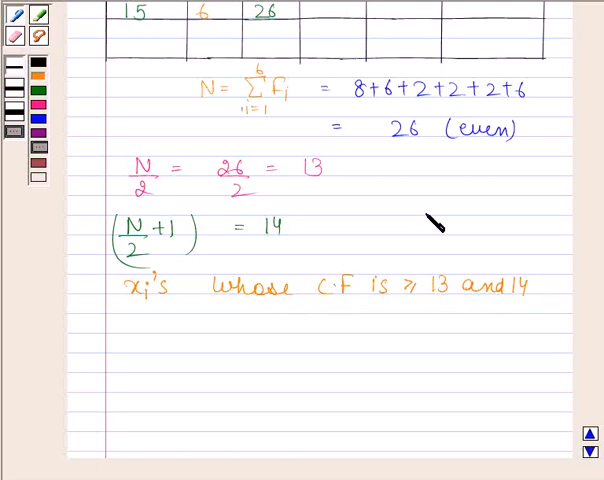 15 6 26
N = 6 Σ i=1 fi = 8+6+2+2+2+6
= 26 (even)
N/2 = 26/2 = 13
(N/2 + 1) = 14
xi's whose C.F is ≥ 13 and 14